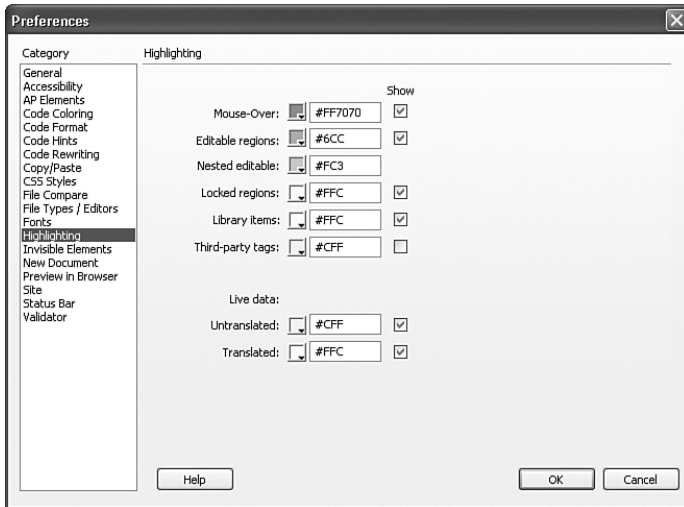 Preferences
Category
General
Accessibility
AP Elements
Code Coloring
Code Format
Code Hints
Code Rewriting
Copy/Paste
CSS Styles
File Compare
File Types / Editors
Fonts
Highlighting
Invisible Elements
New Document
Preview in Browser
Site
Status Bar
Validator
Highlighting
Show
Mouse-Over: #FF7070
Editable regions: #6CC
Nested editable: #FC3
Locked regions: #FFC
Library items: #FFC
Third-party tags: #CFF
Live data:
Untranslated: #CFF
Translated: #FFC
Help OK Cancel